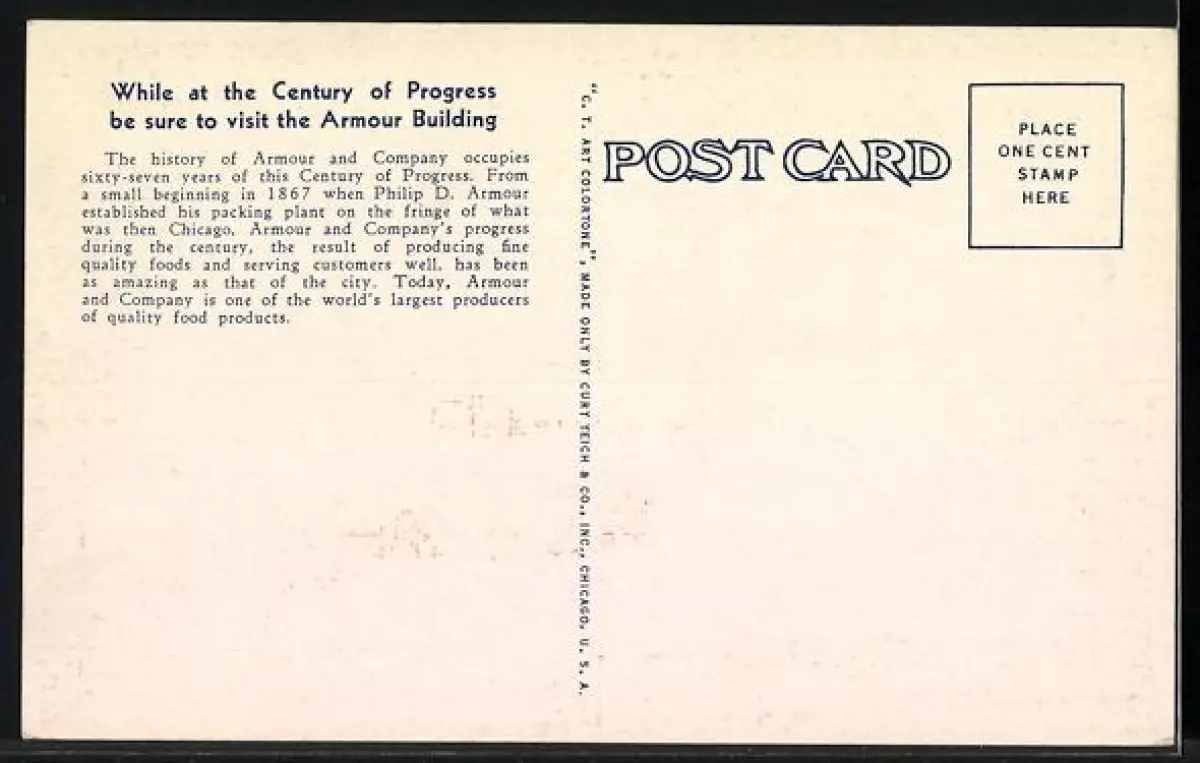 While at the Century of Progress
be sure to visit the Armour Building
The history of Armour and Company occupies
sixty-seven years of this Century of Progress. From
a small beginning in 1867 when Philip D. Armour
established his packing plant on the fringe of what
was then Chicago, Armour and Company's progress
during the century, the result of producing fine
quality foods and serving customers well, has been
as amazing as that of the city. Today, Armour
and Company is one of the world's largest producers
of quality food products.
"C. T. ART COLORTONE", MADE ONLY BY CURT TEICH & CO., INC., CHICAGO, U. S. A.
POST CARD
PLACE
ONE CENT
STAMP
HERE